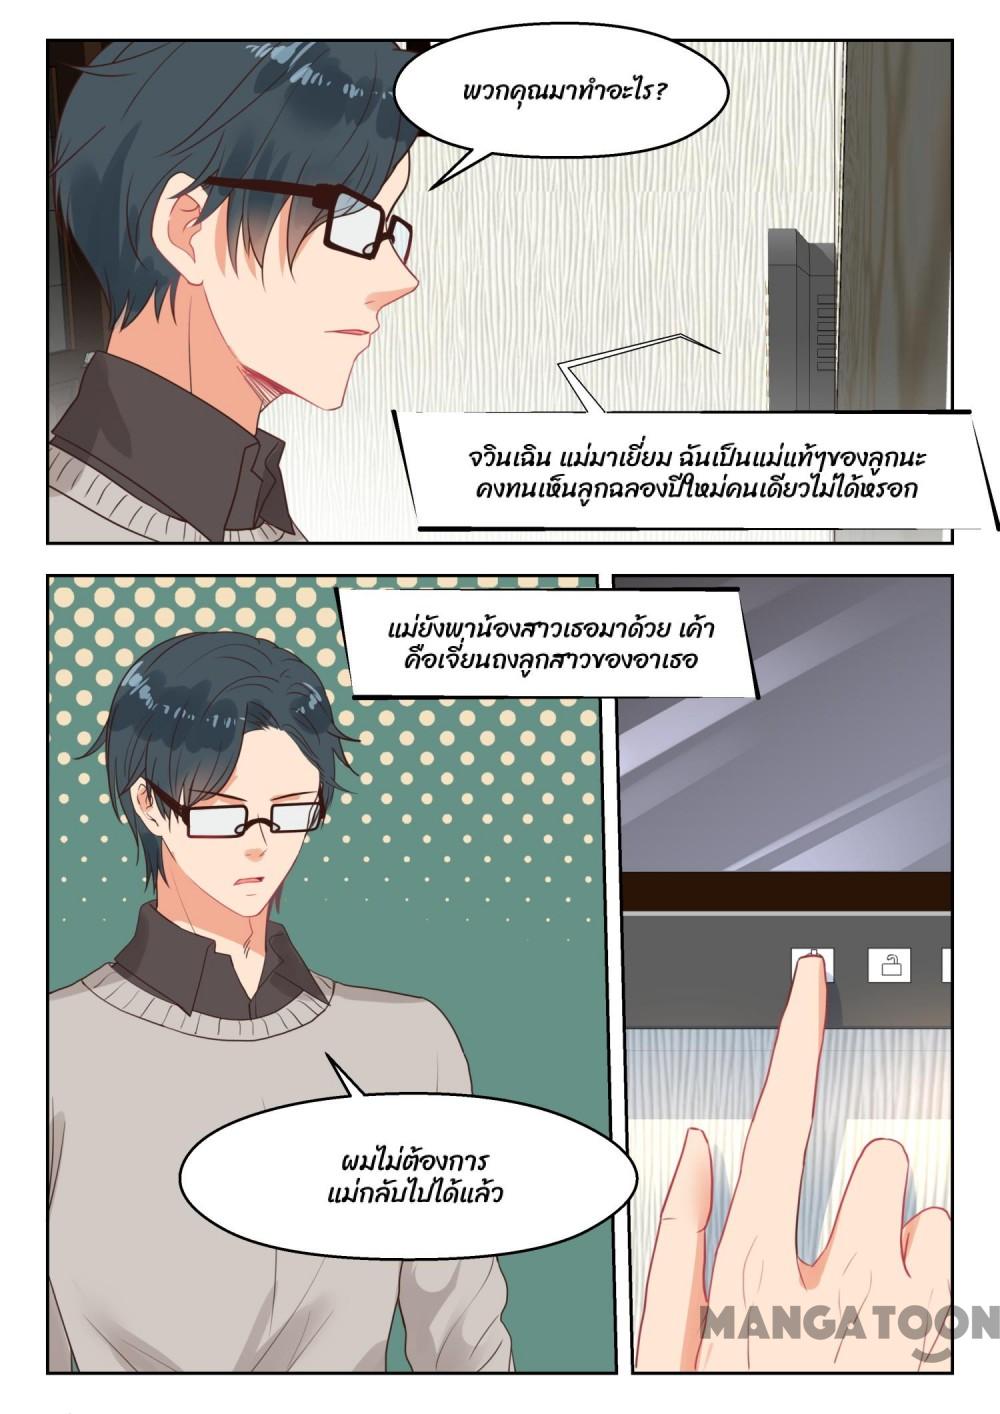 พวกคุณมาทำอะไร?
จวินเฉิน แม่มาเยี่ยม ฉันเป็นแม่แท้ๆของลูกนะ
คงทนเห็นลูกฉลองปีใหม่คนเดียวไม่ได้หรอก
แม่ยังพาน้องสาวเธอมาด้วย เค้า
คือเจี่ยนถงลูกสาวของอาเธอ
ผมไม่ต้องการ
แม่กลับไปได้แล้ว
MANGATOON